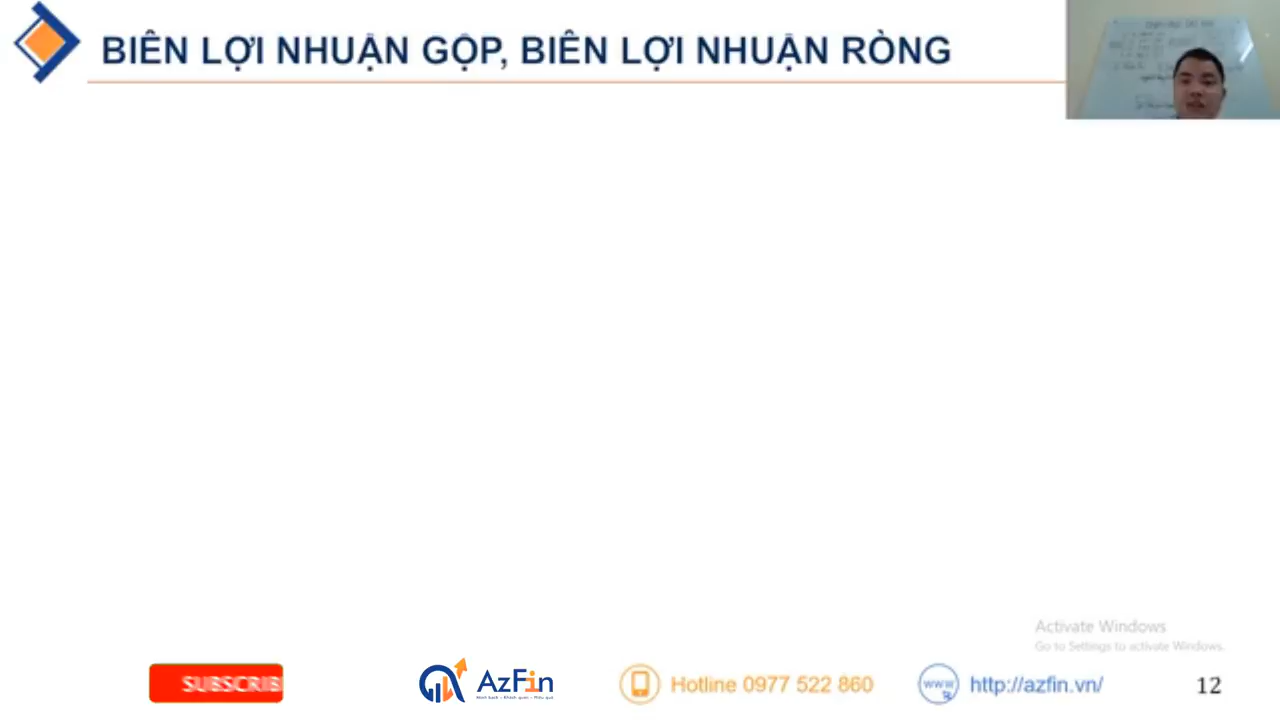 BIÊN LỢI NHUẬN GỘP, BIÊN LỢI NHUẬN RÒNG
Activate Windows
Go to Settings to activate Windows.
SUBSCRIB
AzFin
Hotline 0977 522 860
www
http://azfin.vn/
12